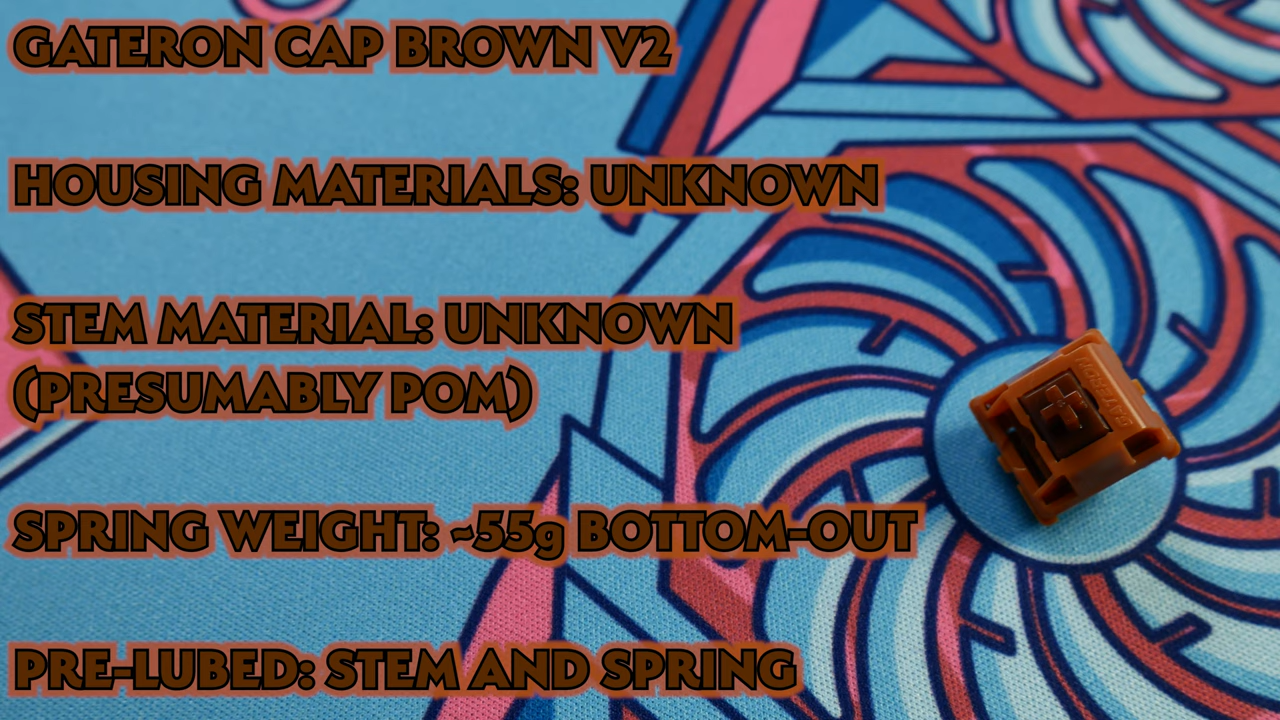 GATERON CAP BROWN V2
HOUSING MATERIALS: UNKNOWN
STEM MATERIAL: UNKNOWN
(PRESUMABLY POM)
SPRING WEIGHT: ~55g BOTTOM-OUT
PRE-LUBED: STEM AND SPRING
GATERON